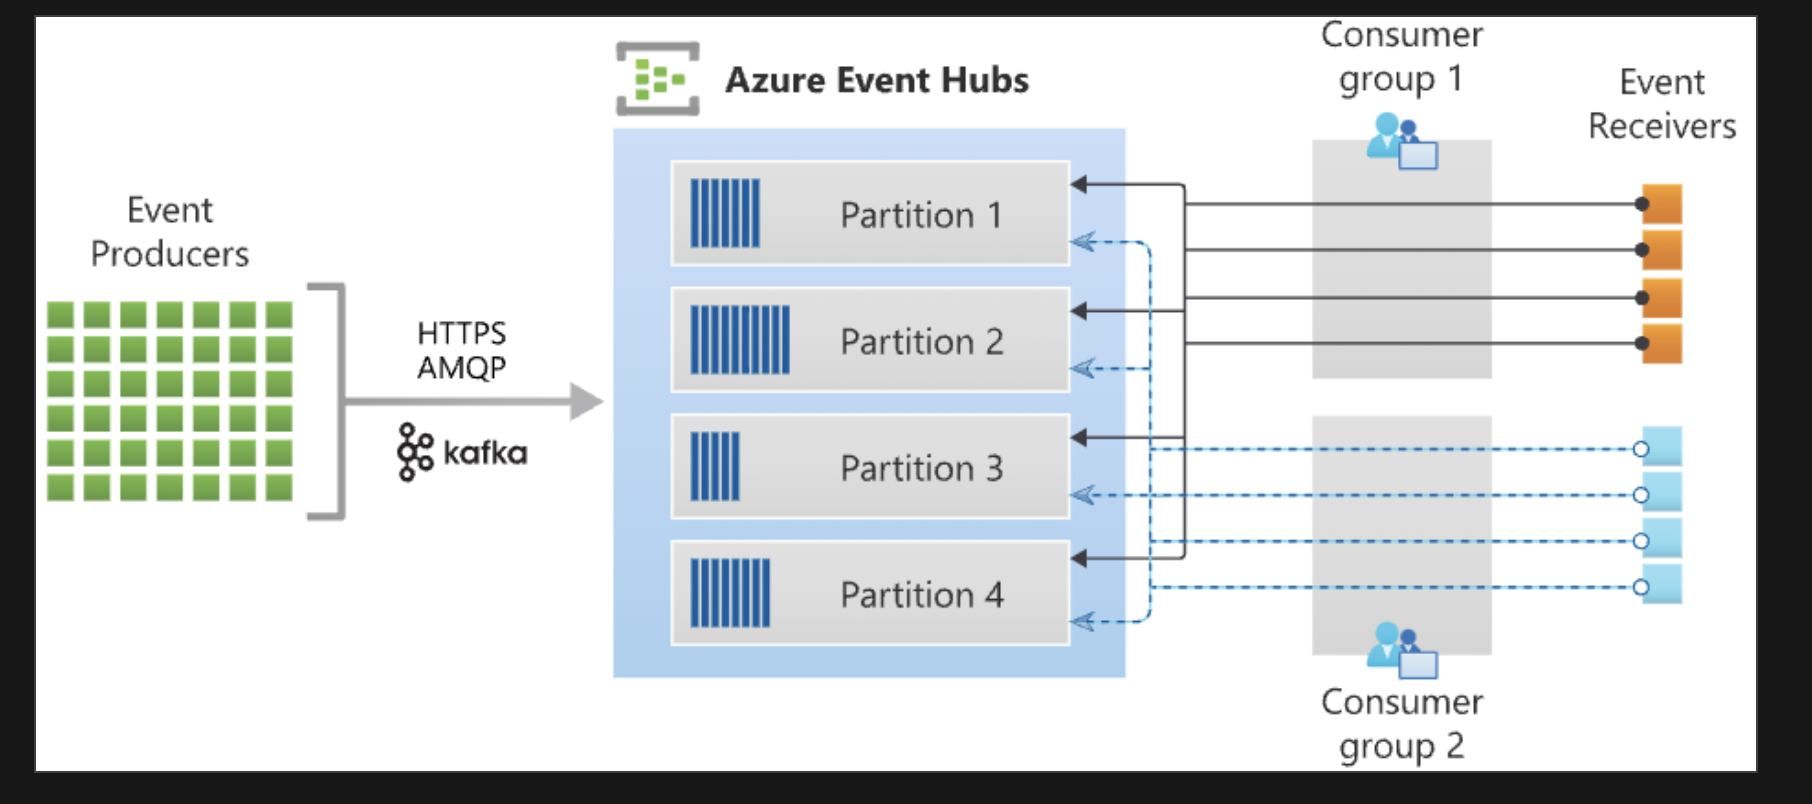 Event
Producers
HTTPS
AMQP
kafka
Azure Event Hubs
Partition 1
Partition 2
Partition 3
Partition 4
Consumer
group 1
Consumer
group 2
Event
Receivers